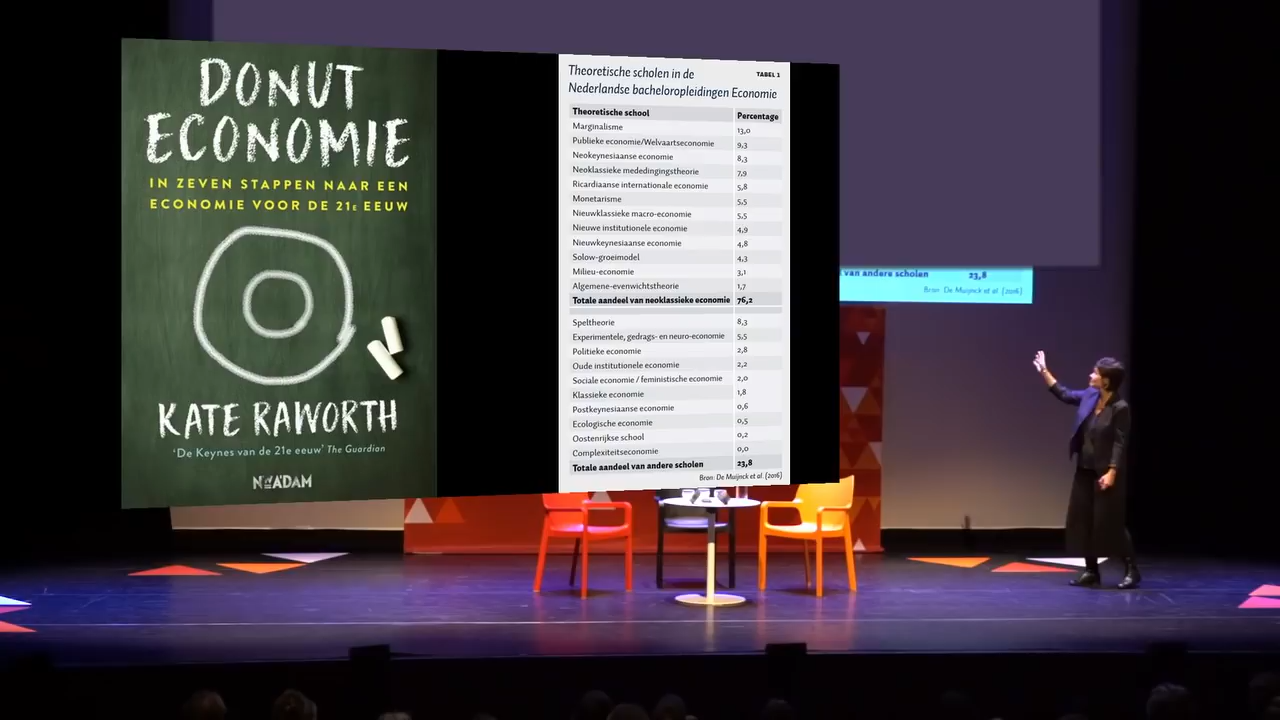 DONUT
ECONOMIE
IN ZEVEN STAPPEN NAAR EEN
ECONOMIE VOOR DE 21E EEUW
KATE RAWORTH
'De Keynes van de 21e eeuw' The Guardian
NW ADAM
Theoretische scholen in de TABEL 1
Nederlandse bacheloropleidingen Economie
Theoretische school Percentage
Marginalisme 13,0
Publieke economie/Welvaartseconomie 9,3
Neokeynesiaanse economie 8,3
Neoklassieke mededingingstheorie 7,9
Ricardiaanse internationale economie 5,8
Monetarisme 5,5
Nieuwklassieke macro-economie 5,5
Nieuwe institutionele economie 4,9
Nieuwkeynesiaanse economie 4,8
Solow-groeimodel 4,3
Milieu-economie 3,1
Algemene-evenwichtstheorie 1,7
Totale aandeel van neoklassieke economie 76,2
Speltheorie 8,3
Experimentele, gedrags- en neuro-economie 5,5
Politieke economie 2,8
Oude institutionele economie 2,2
Sociale economie / feministische economie 2,0
Klassieke economie 1,8
Postkeynesiaanse economie 0,6
Ecologische economie 0,5
Oostenrijkse school 0,2
Complexiteitseconomie 0,0
Totale aandeel van andere scholen 23,8
Bron: De Muijnck et al. (2016)
van andere scholen 23,8
Bron: De Muijnck et al. (2016)